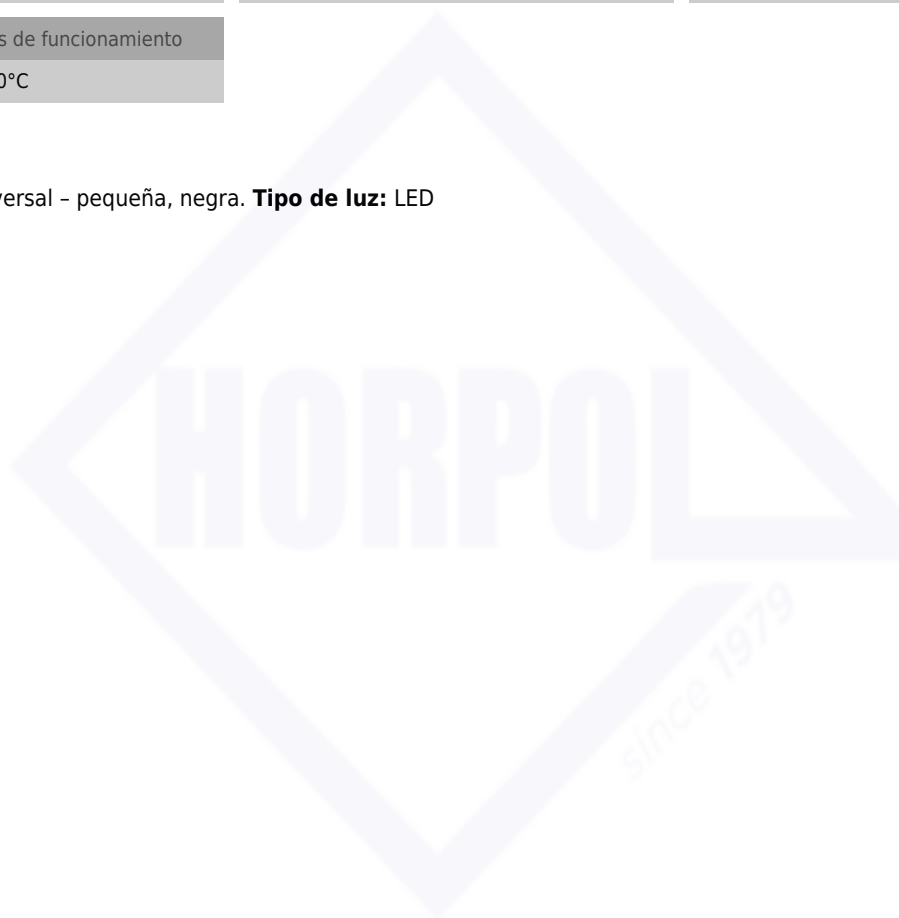 s de funcionamiento
0°C
versal – pequeña, negra. Tipo de luz: LED
HORPOL
since 1979